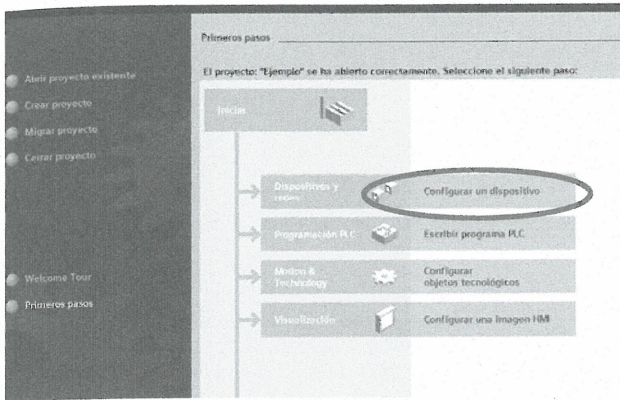 Primeros pasos
El proyecto: "Ejemplo" se ha abierto correctamente. Seleccione el siguiente paso:
Abrir proyecto existente
Crear proyecto
Migrar proyecto
Cerrar proyecto
Welcome Tour
Primeros pasos
Iniciar
Dispositivos y
redes
Configurar un dispositivo
Programación PLC
Escribir programa PLC
Motion &
Technology
Configurar
objetos tecnológicos
Visualización
Configurar una imagen HMI